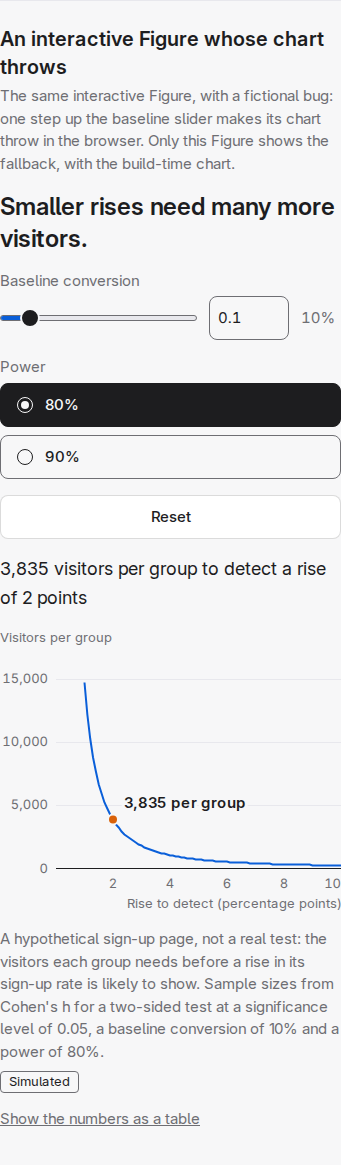 An interactive Figure whose chart
throws
The same interactive Figure, with a fictional bug:
one step up the baseline slider makes its chart
throw in the browser. Only this Figure shows the
fallback, with the build-time chart.
Smaller rises need many more
visitors.
Baseline conversion
0.1 10%
Power
80%
90%
Reset
3,835 visitors per group to detect a rise
of 2 points
Visitors per group
15,000
10,000
5,000
3,835 per group
0
2 4 6 8 10
Rise to detect (percentage points)
A hypothetical sign-up page, not a real test: the
visitors each group needs before a rise in its
sign-up rate is likely to show. Sample sizes from
Cohen's h for a two-sided test at a significance
level of 0.05, a baseline conversion of 10% and a
power of 80%.
Simulated
Show the numbers as a table